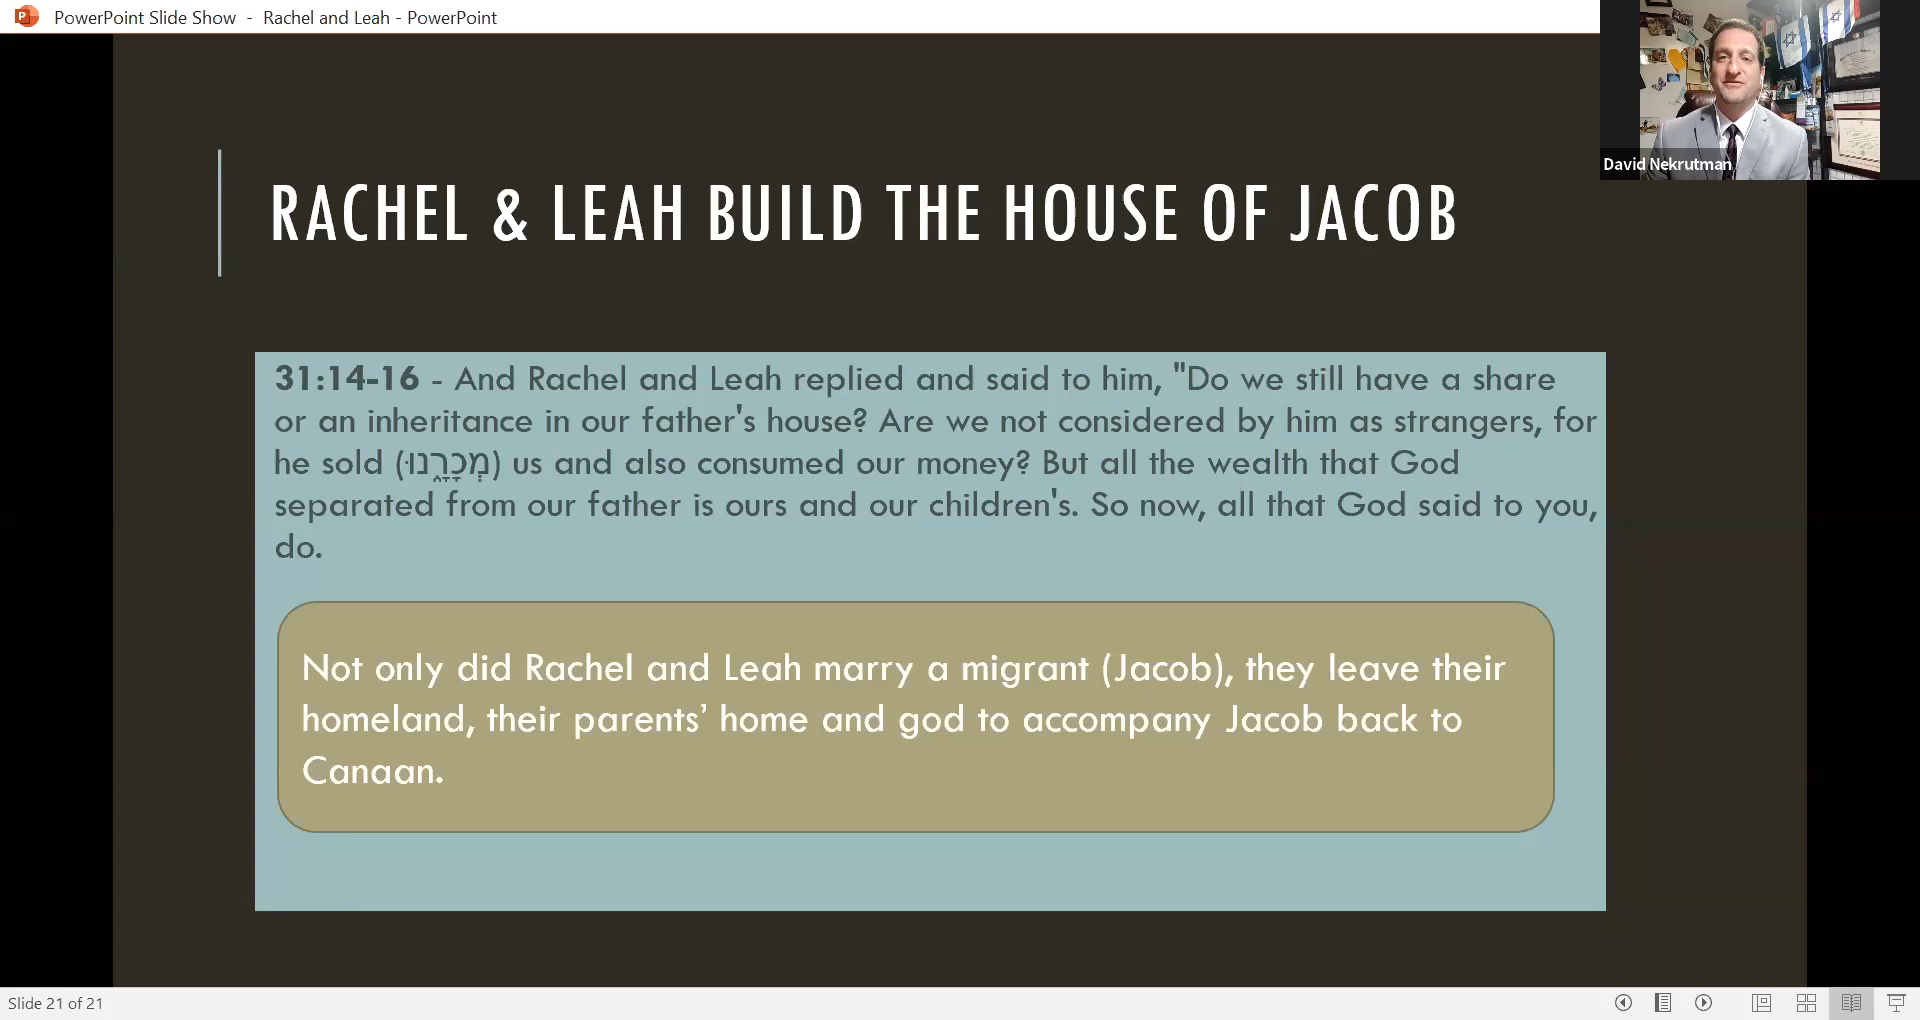 PowerPoint Slide Show - Rachel and Leah - PowerPoint
David Nekrutman
RACHEL & LEAH BUILD THE HOUSE OF JACOB
31:14-16 - And Rachel and Leah replied and said to him, "Do we still have a share
or an inheritance in our father's house? Are we not considered by him as strangers, for
he sold (מְכָרָ֑נוּ) us and also consumed our money? But all the wealth that God
separated from our father is ours and our children's. So now, all that God said to you,
do.
Not only did Rachel and Leah marry a migrant (Jacob), they leave their
homeland, their parents’ home and god to accompany Jacob back to
Canaan.
Slide 21 of 21